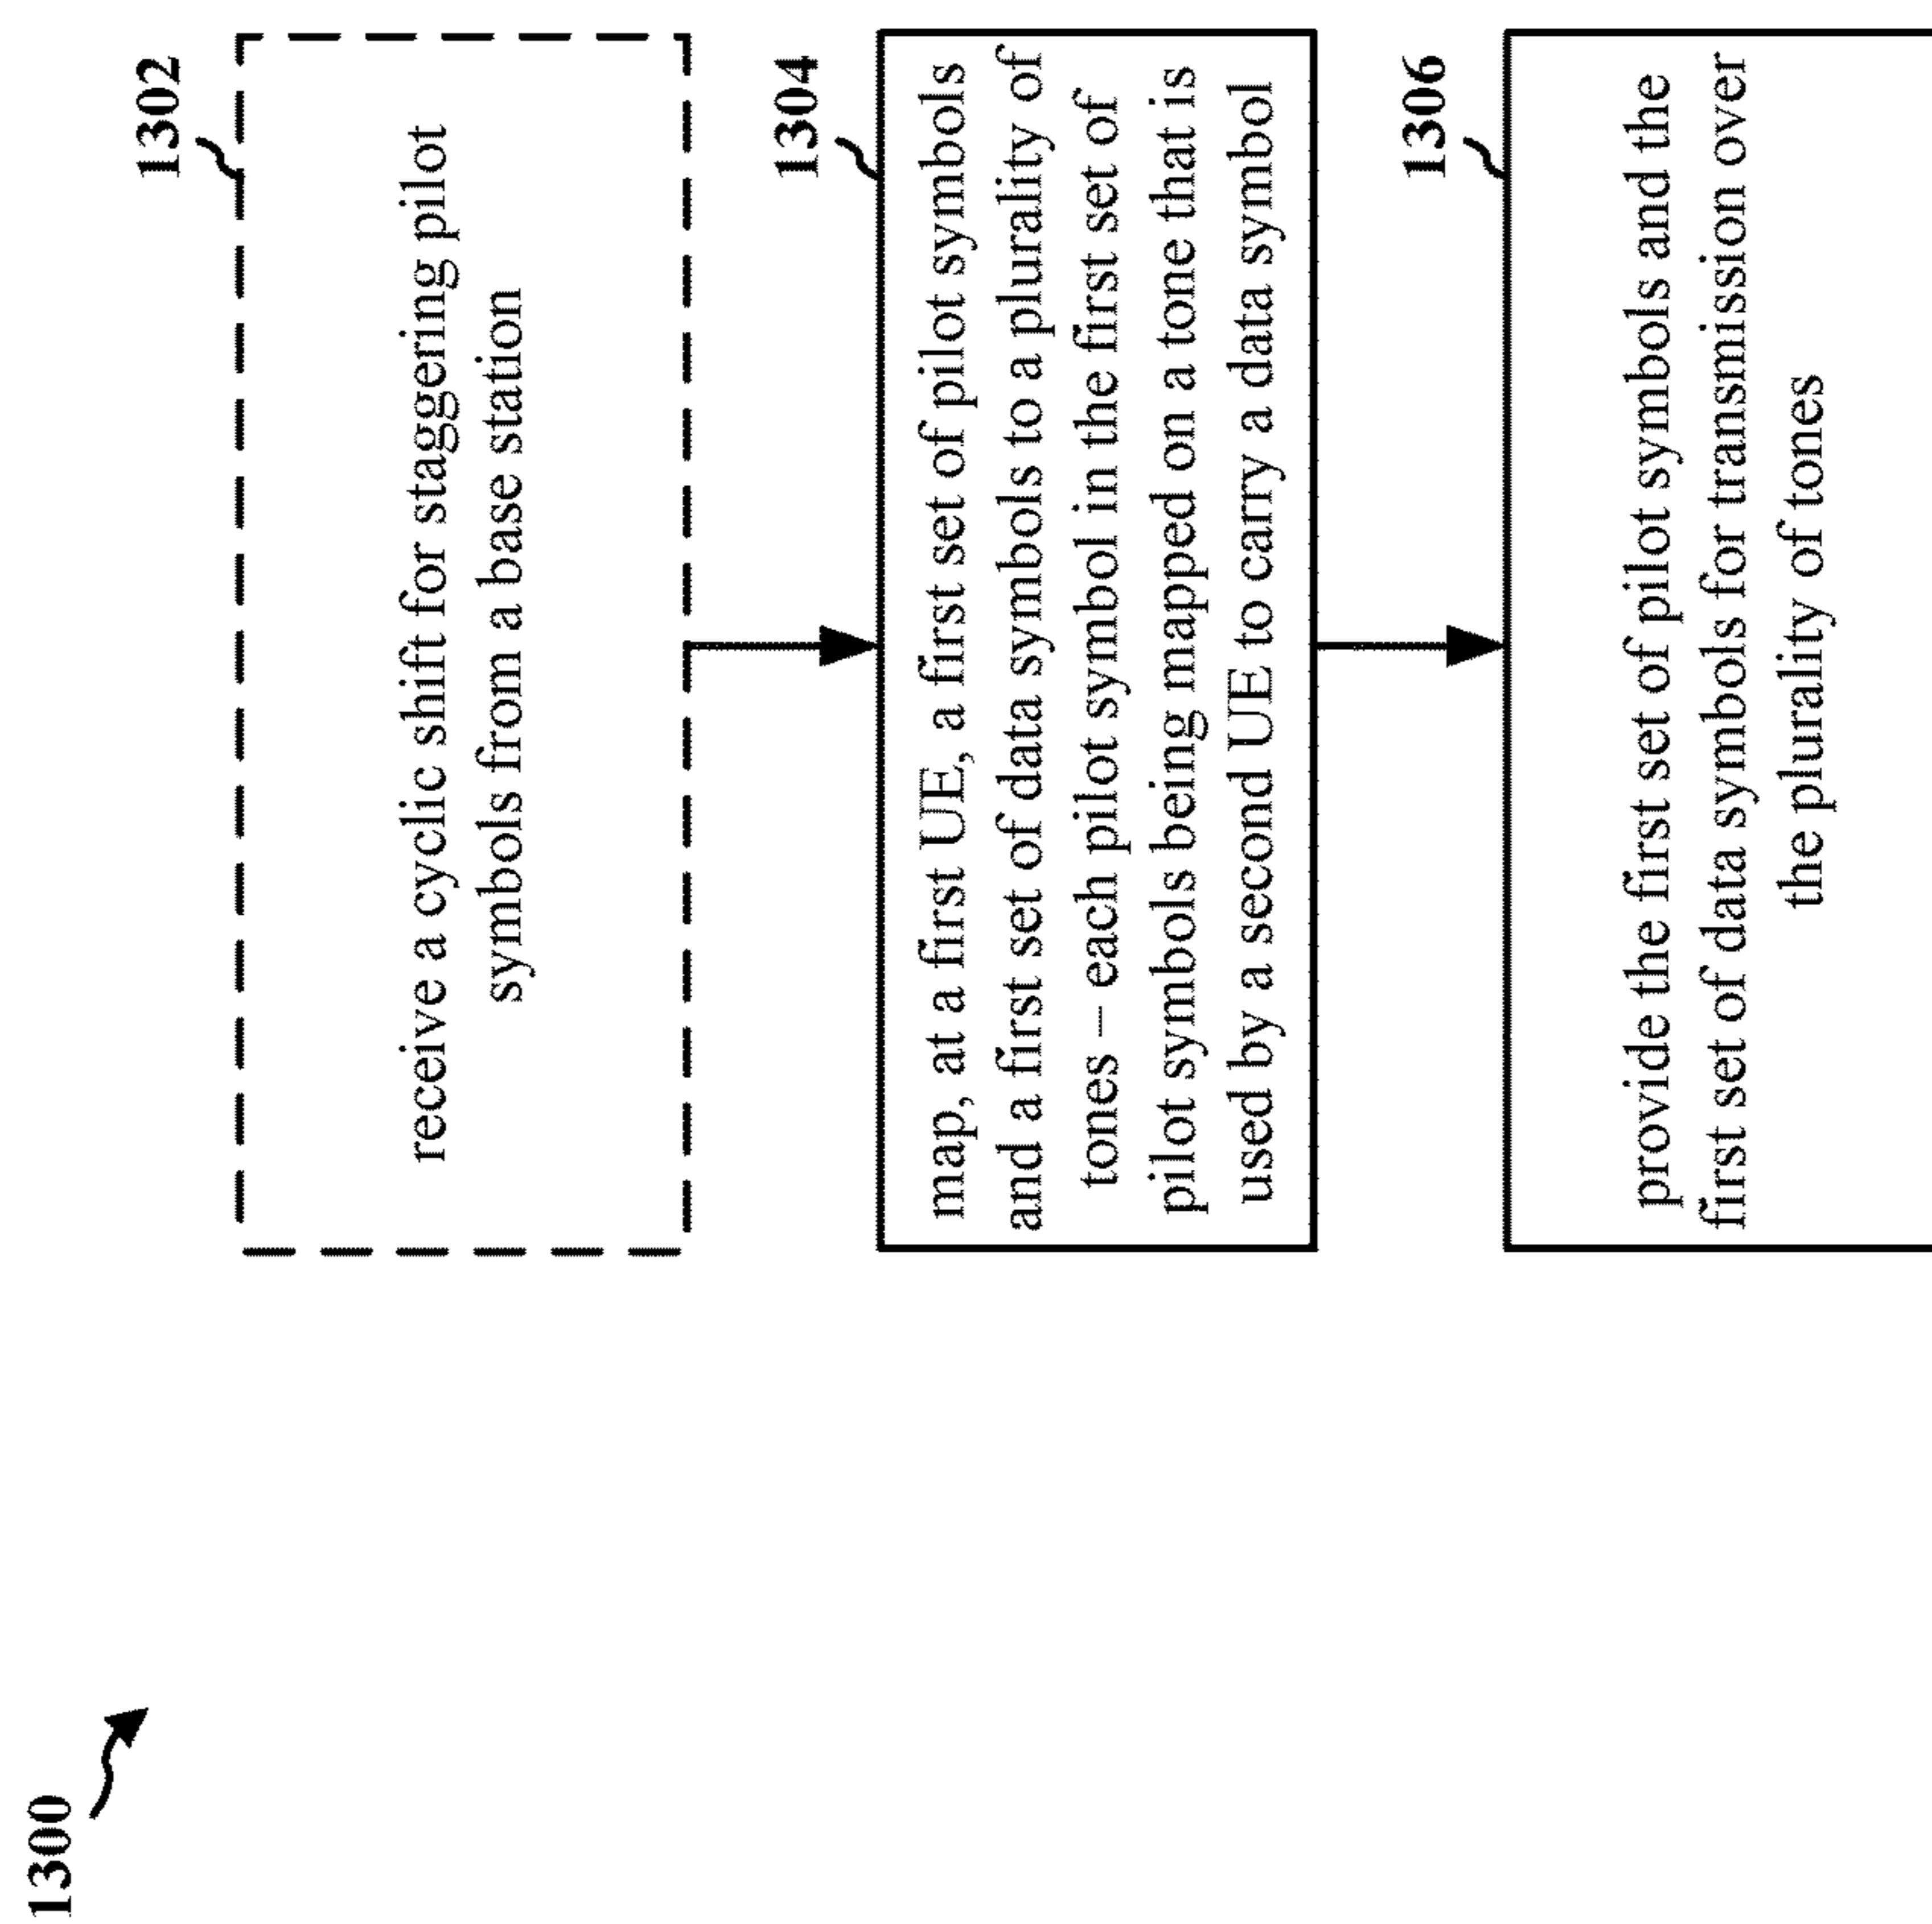 1300
1302
receive a cyclic shift for staggering pilot
symbols from a base station
1304
map, at a first UE, a first set of pilot symbols
and a first set of data symbols to a plurality of
tones – each pilot symbol in the first set of
pilot symbols being mapped on a tone that is
used by a second UE to carry a data symbol
1306
provide the first set of pilot symbols and the
first set of data symbols for transmission over
the plurality of tones